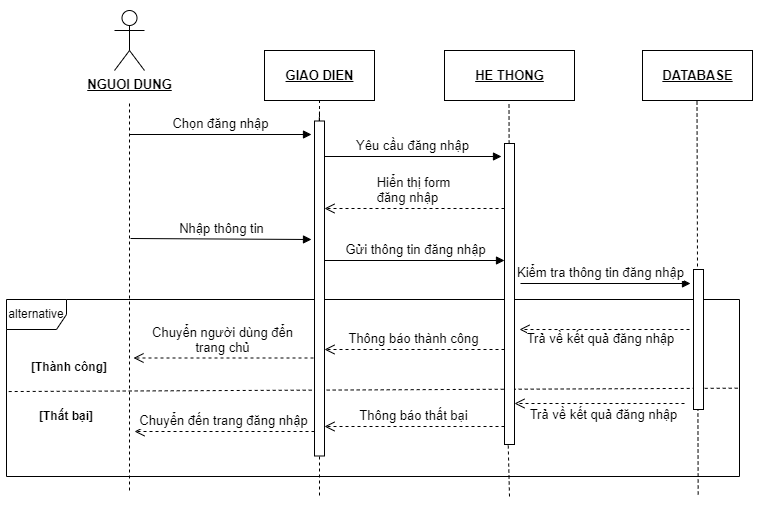 NGUOI DUNG
GIAO DIEN
HE THONG
DATABASE
Chọn đăng nhập
Yêu cầu đăng nhập
Hiển thị form
đăng nhập
Nhập thông tin
Gửi thông tin đăng nhập
Kiểm tra thông tin đăng nhập
alternative
Chuyển người dùng đến
trang chủ
Thông báo thành công
Trả về kết quả đăng nhập
[Thành công]
[Thất bại]
Chuyển đến trang đăng nhập
Thông báo thất bại
Trả về kết quả đăng nhập